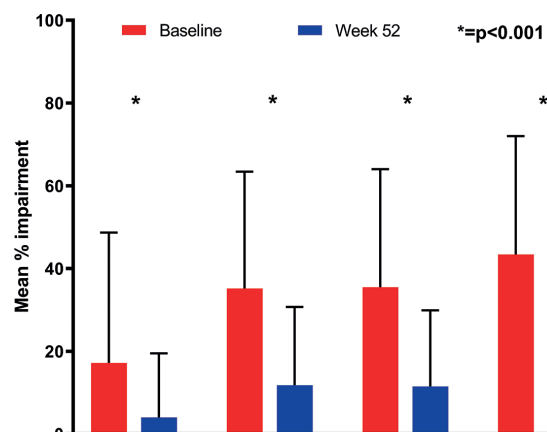 100
Baseline
Week 52
*=p<0.001
80
* * * *
60
40
20
0
Mean % impairment